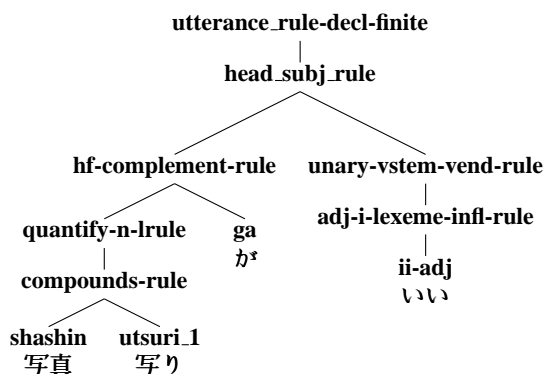 utterance_rule-decl-finite
head_subj_rule
hf-complement-rule unary-vstem-vend-rule
quantify-n-lrule ga adj-i-lexeme-infl-rule
が
compounds-rule ii-adj
いい
shashin utsuri_1
写真 写り